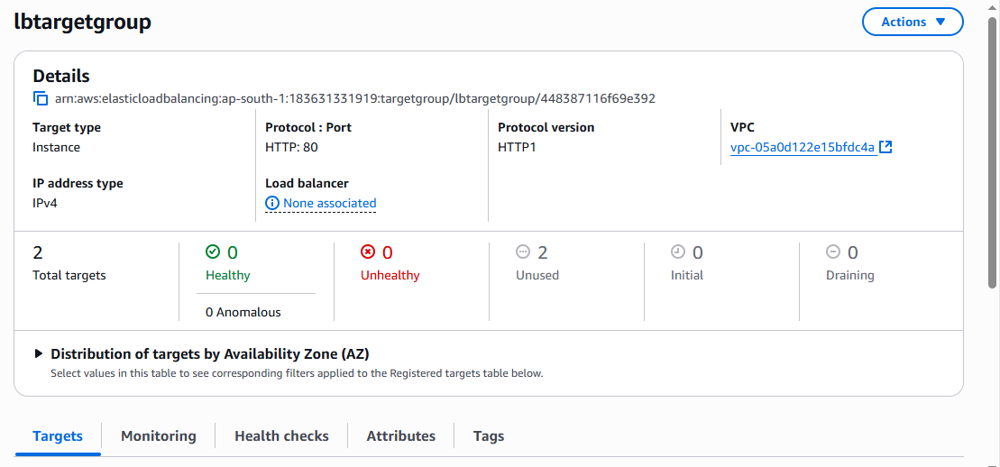 lbtargetgroup
Actions
Details
arn:aws:elasticloadbalancing:ap-south-1:183631331919:targetgroup/lbtargetgroup/448387116f69e392
Target type
Instance
Protocol : Port
HTTP: 80
Protocol version
HTTP1
VPC
vpc-05a0d122e15bfdc4a
IP address type
IPv4
Load balancer
None associated
2
Total targets
0
Healthy
0 Anomalous
0
Unhealthy
2
Unused
0
Initial
0
Draining
Distribution of targets by Availability Zone (AZ)
Select values in this table to see corresponding filters applied to the Registered targets table below.
Targets
Monitoring
Health checks
Attributes
Tags